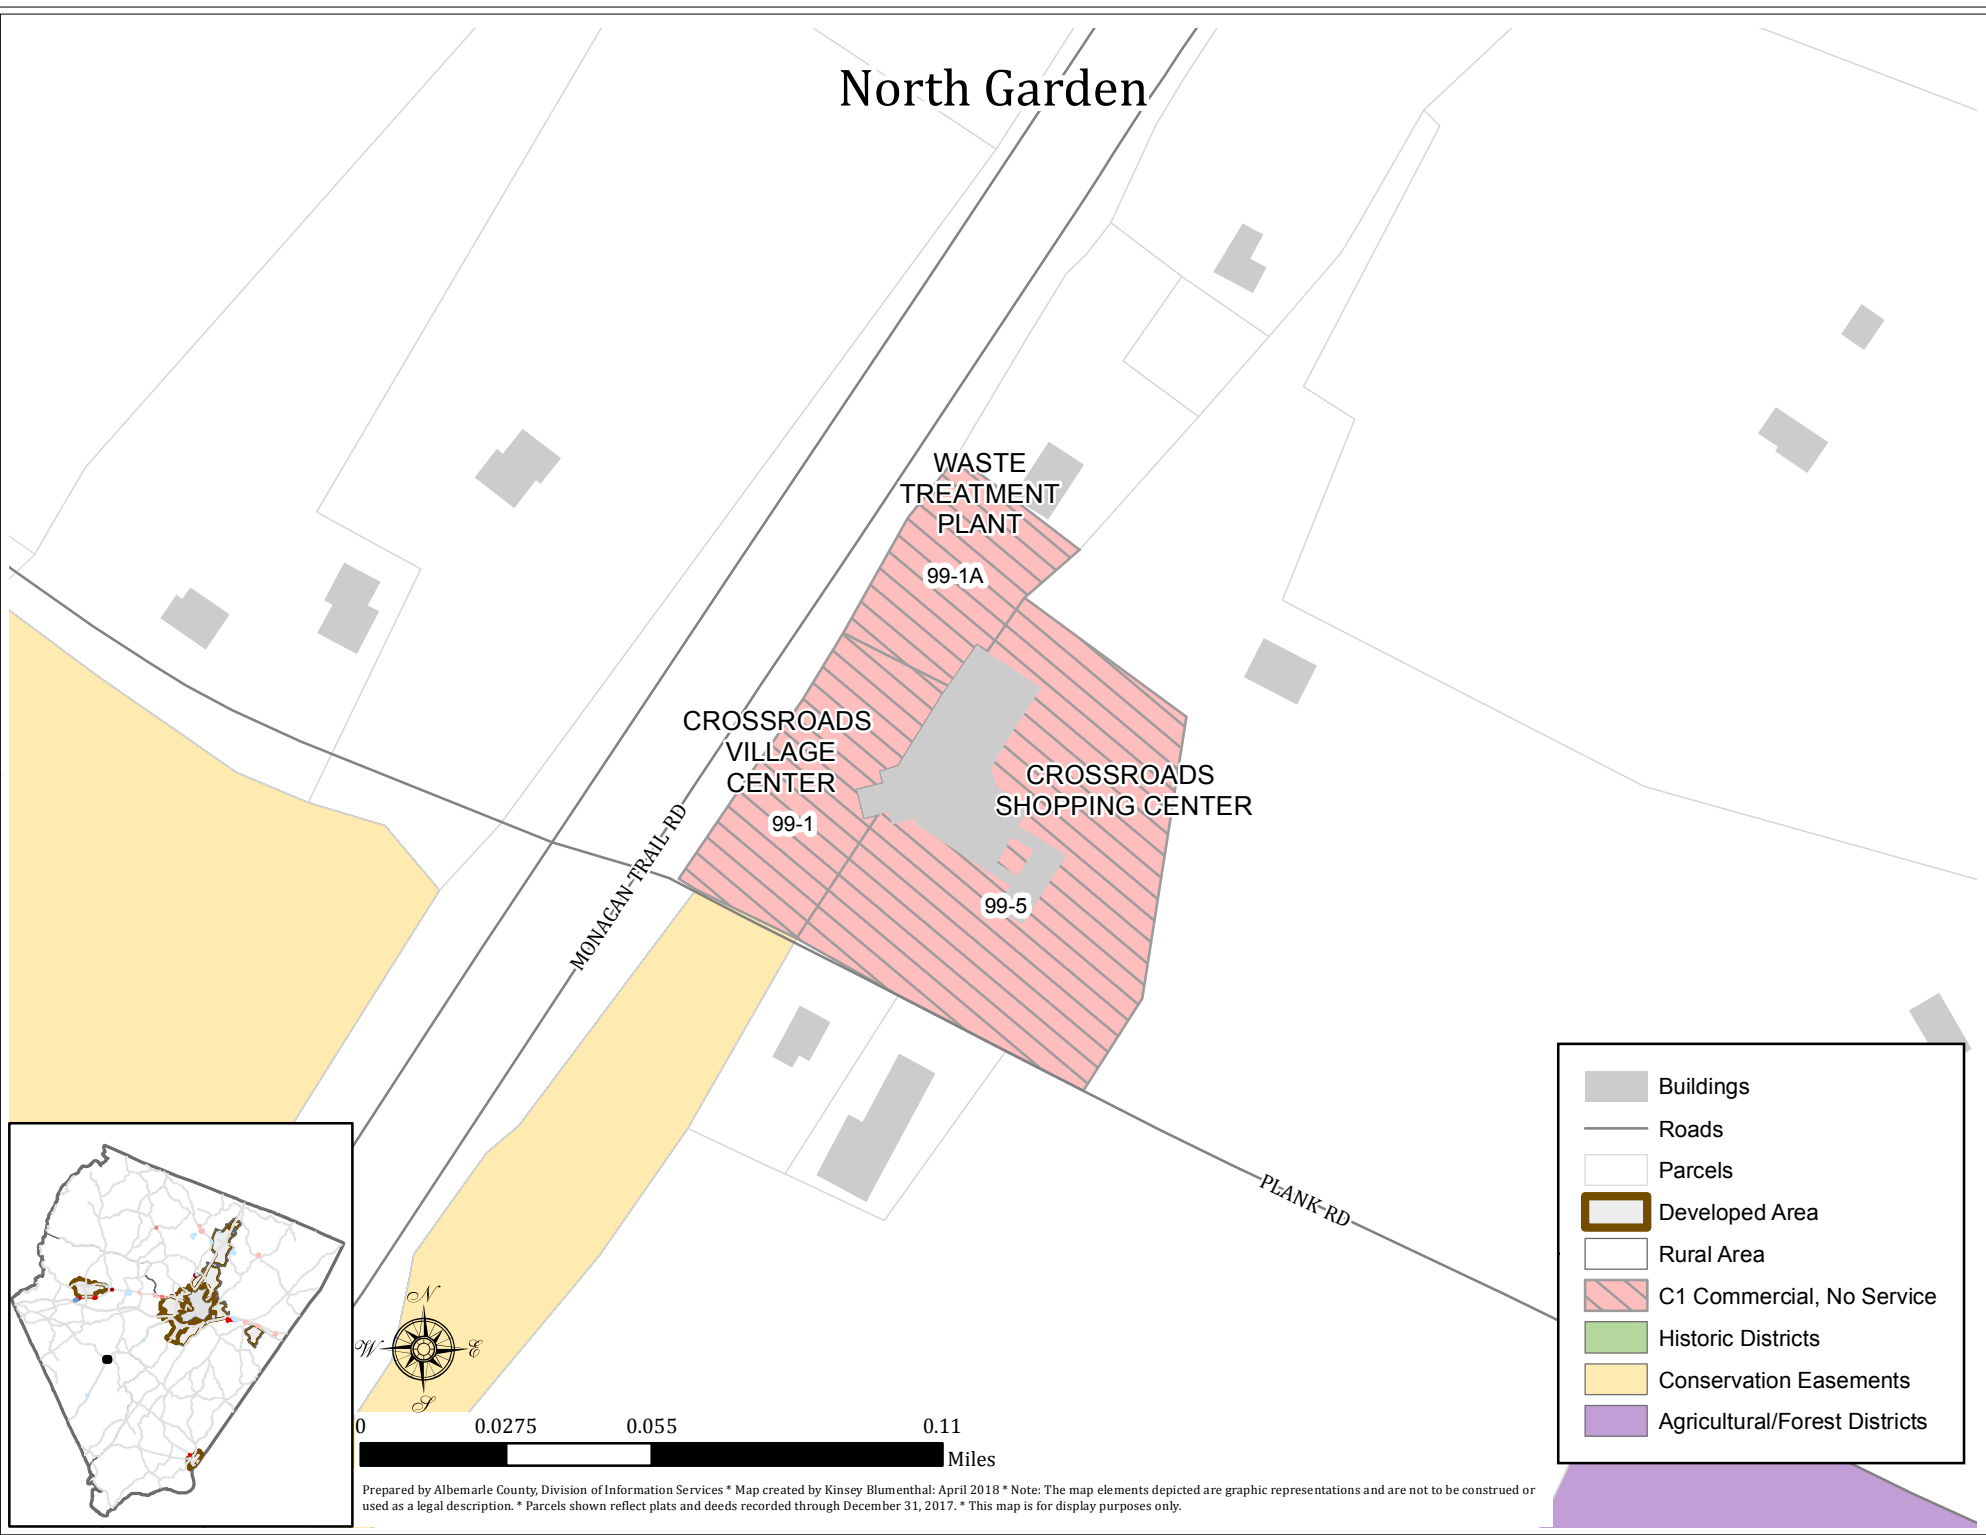 North Garden
WASTE
TREATMENT
PLANT
99-1A
CROSSROADS
VILLAGE
CENTER
99-1
CROSSROADS
SHOPPING CENTER
99-5
MONAGAN-TRAIL-RD
PLANK-RD
Buildings
Roads
Parcels
Developed Area
Rural Area
C1 Commercial, No Service
Historic Districts
Conservation Easements
Agricultural/Forest Districts
N
W
E
S
0 0.0275 0.055 0.11
Miles
Prepared by Albemarle County, Division of Information Services * Map created by Kinsey Blumenthal: April 2018 * Note: The map elements depicted are graphic representations and are not to be construed or
used as a legal description. * Parcels shown reflect plats and deeds recorded through December 31, 2017. * This map is for display purposes only.